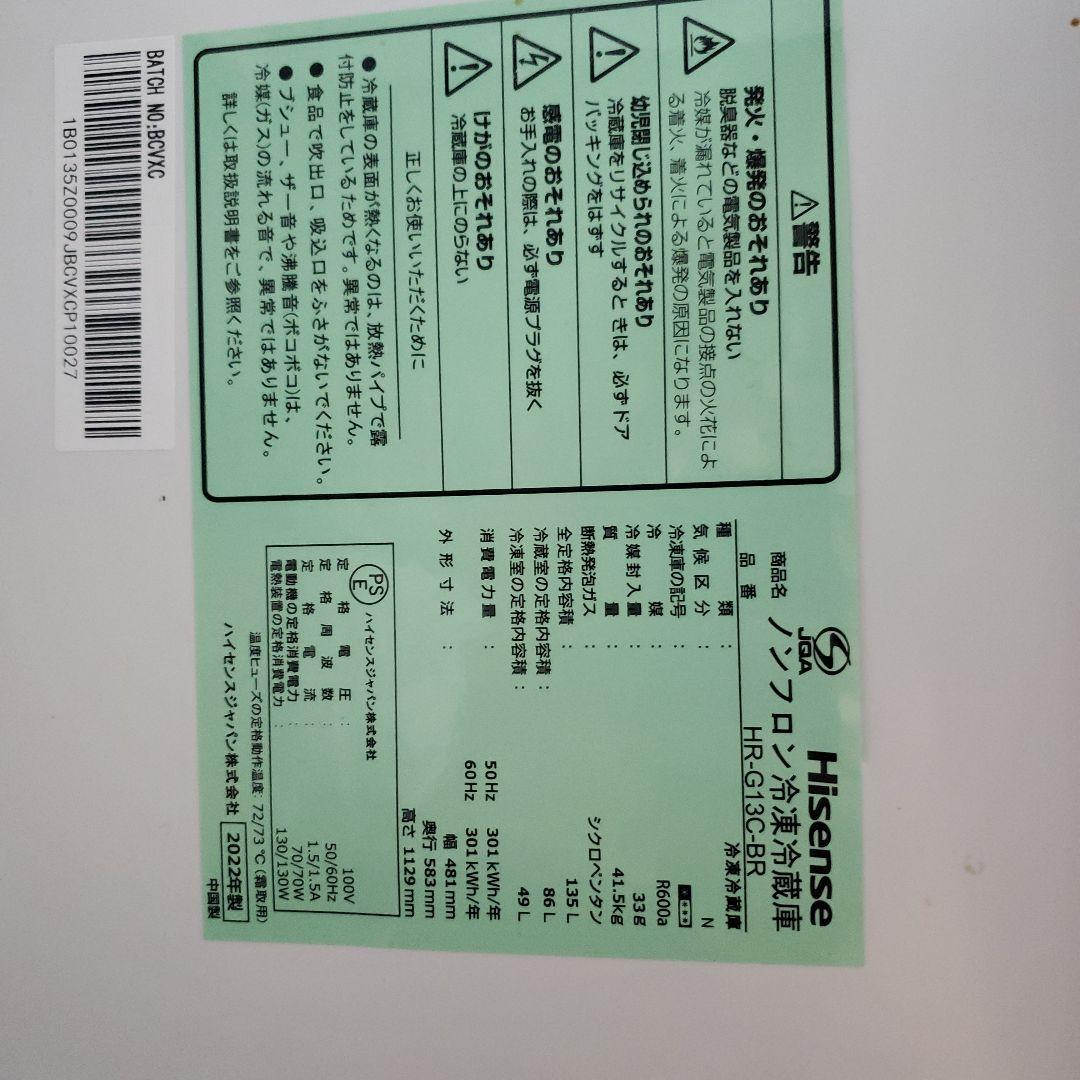 ⚠警告
発火・爆発のおそれあり
脱臭器などの電気製品を入れない
冷媒が漏れていると電気製品の接点の火花によ
る着火、着火による爆発の原因になります。
幼児閉じ込められのおそれあり
冷蔵庫をリサイクルするときは、必ずドア
パッキングをはずす
感電のおそれあり
お手入れの際は、必ず電源プラグを抜く
けがのおそれあり
冷蔵庫の上にのらない
正しくお使いいただくために
●冷蔵庫の表面が熱くなるのは、放熱パイプで露
付防止をしているためです。異常ではありません。
●食品で吹出口、吸込口をふさがないでください。
●ブシュー、ザー音や沸騰音(ポコポコ)は、
冷媒(ガス)の流れる音で、異常ではありません。
詳しくは取扱説明書をご参照ください。
BATCH NO:BCVXC
1B0135Z0009JBCVXCP10027
JQA
Hisense
商品名 ノンフロン冷凍冷蔵庫
品番 HR-G13C-BR
種類 : 冷凍冷蔵庫
気候区分 : N
冷凍庫の記号 : ***
冷媒 : R600a
冷媒封入量 : 33g
質量 : 41.5kg
断熱発泡ガス : シクロペンタン
全定格内容積 : 135L
冷蔵室の定格内容積 : 86L
冷凍室の定格内容積 : 49L
消費電力量 : 50Hz 301kWh/年
60Hz 301kWh/年
外形寸法 : 幅 481mm
奥行 583mm
高さ 1129mm
PSE ハイセンスジャパン株式会社
定格電圧 : 100V
定格周波数 : 50/60Hz
定格電流 : 1.5/1.5A
電動機の定格消費電力 : 70/70W
電熱装置の定格消費電力 : 130/130W
温度ヒューズの定格動作温度: 72/73℃(霜取用)
ハイセンスジャパン株式会社 2022年製
中国製